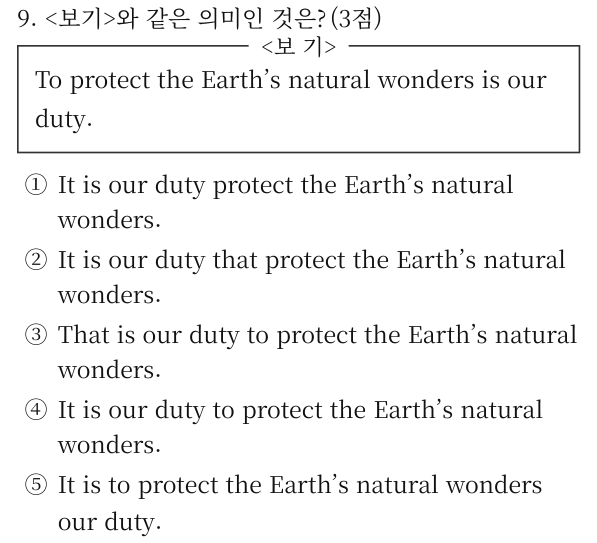 9. <보기>와 같은 의미인 것은? (3점)
<보 기>
To protect the Earth’s natural wonders is our
duty.
① It is our duty protect the Earth’s natural
wonders.
② It is our duty that protect the Earth’s natural
wonders.
③ That is our duty to protect the Earth’s natural
wonders.
④ It is our duty to protect the Earth’s natural
wonders.
⑤ It is to protect the Earth’s natural wonders
our duty.